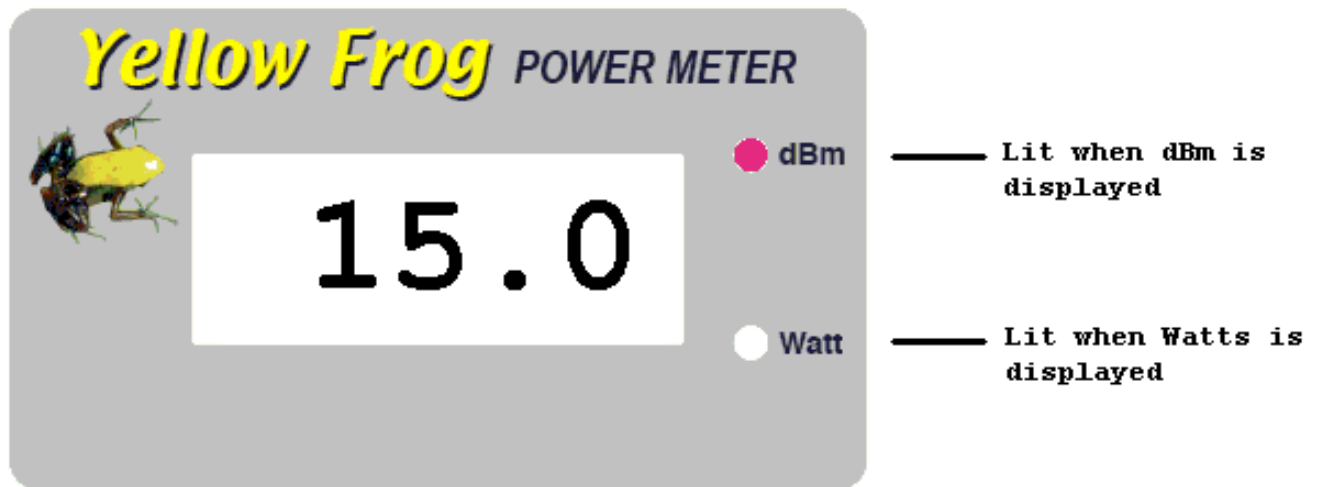 Yellow Frog POWER METER
dBm
Lit when dBm is
displayed
15.0
Watt
Lit when Watts is
displayed